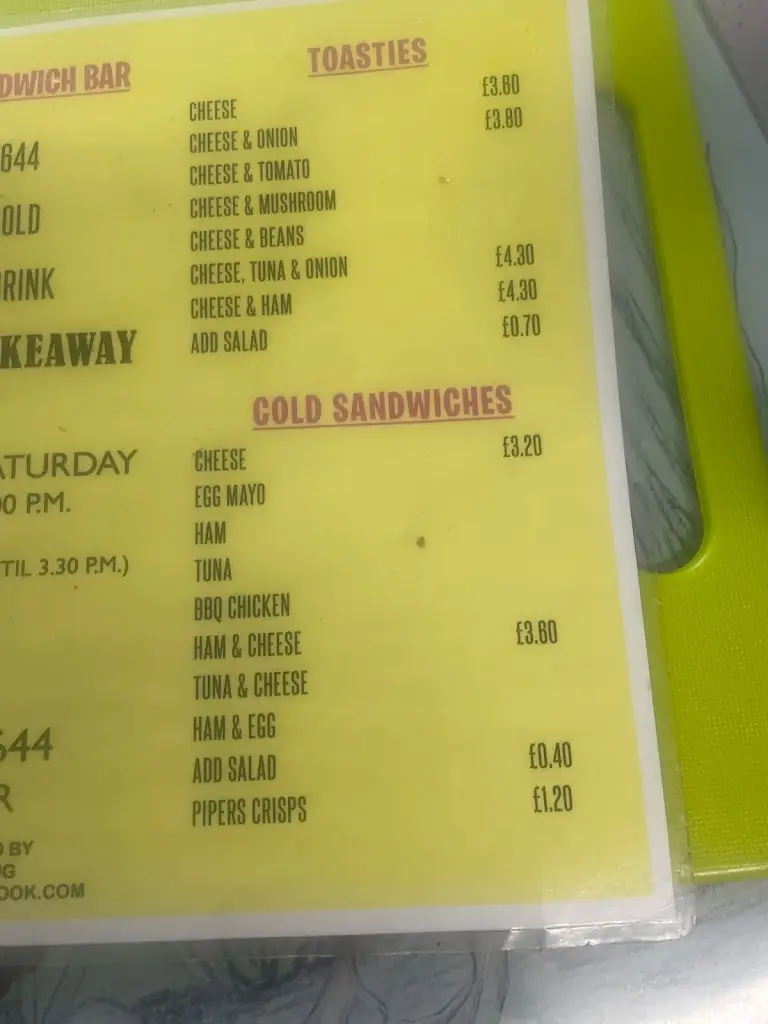 DWICH BAR
644
OLD
RINK
KEAWAY
ATURDAY
00 P.M.
TIL 3.30 P.M.)
644
R
BY
OOK.COM
TOASTIES
CHEESE £3.60
CHEESE & ONION £3.80
CHEESE & TOMATO
CHEESE & MUSHROOM
CHEESE & BEANS
CHEESE, TUNA & ONION £4.30
CHEESE & HAM £4.30
ADD SALAD £0.70
COLD SANDWICHES
CHEESE £3.20
EGG MAYO
HAM
TUNA
BBQ CHICKEN
HAM & CHEESE £3.60
TUNA & CHEESE
HAM & EGG
ADD SALAD £0.40
PIPERS CRISPS £1.20